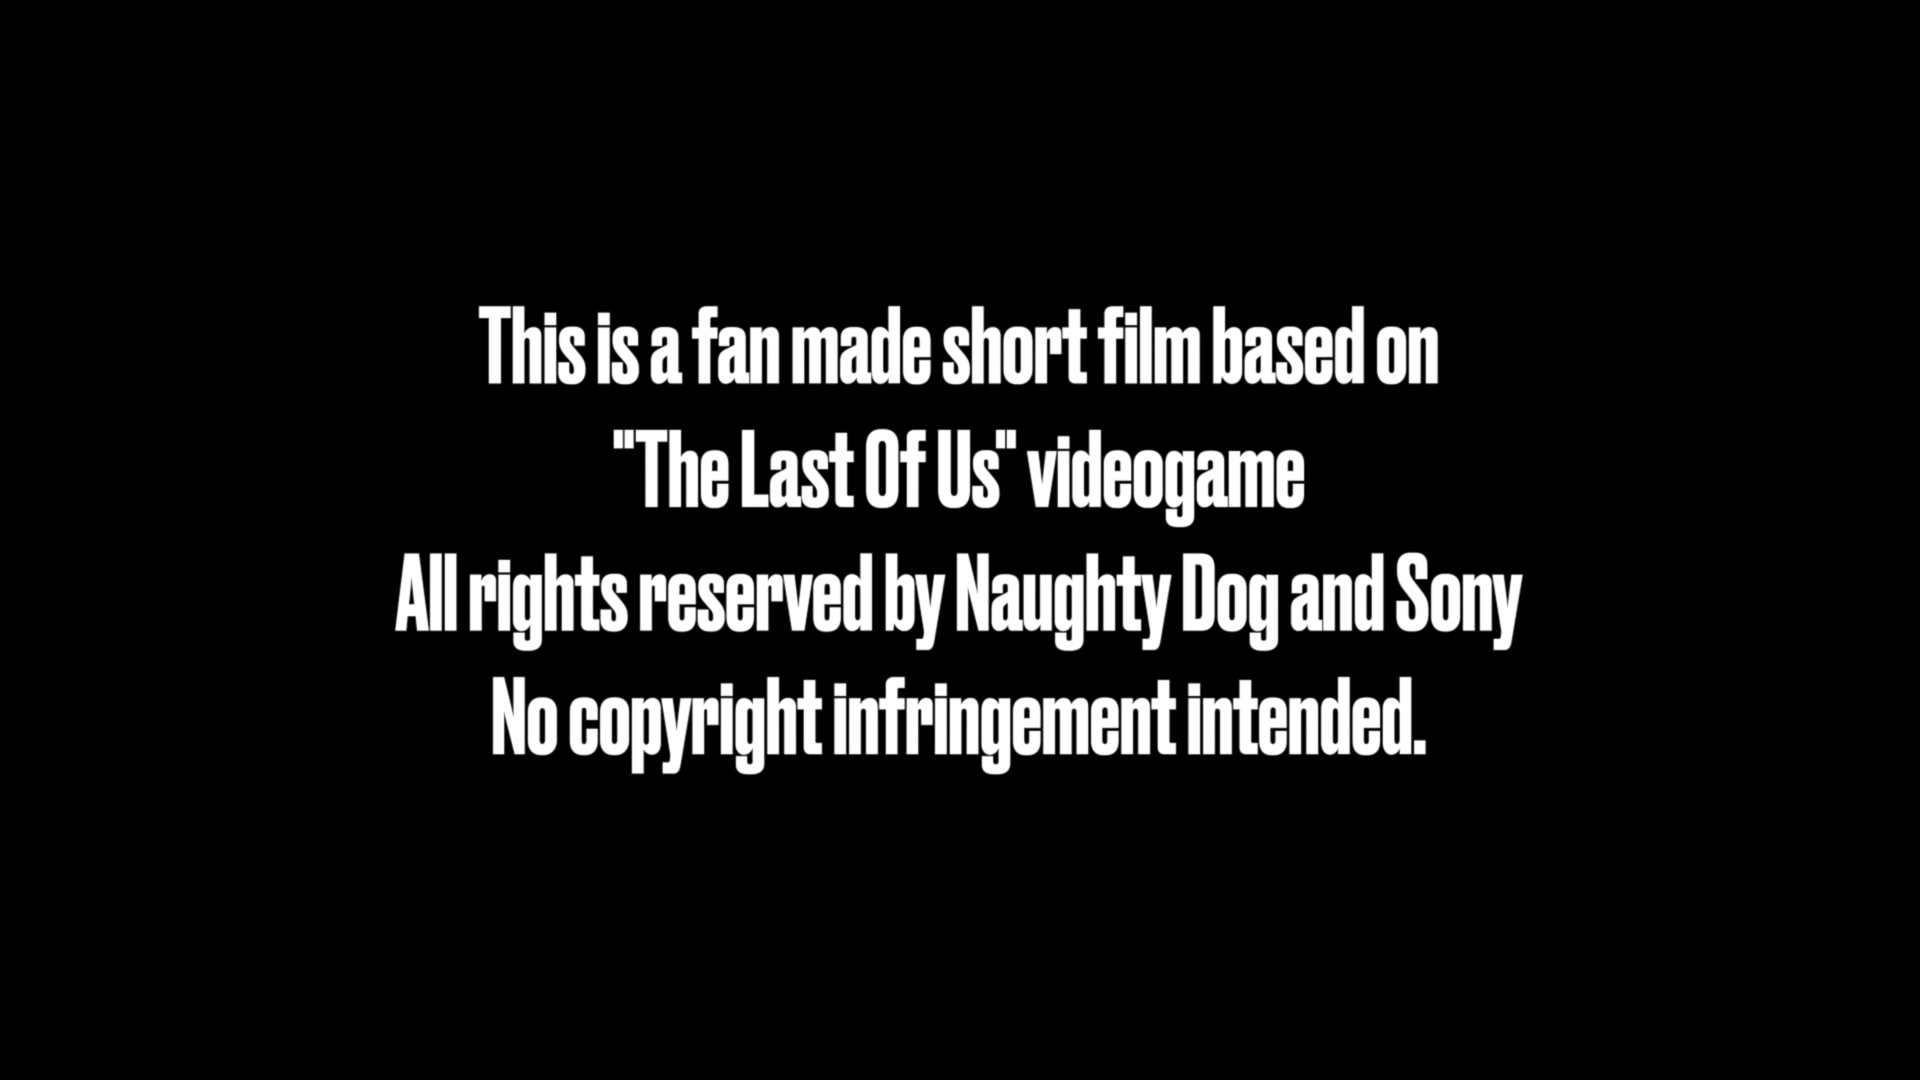 This is a fan made short film based on
"The Last Of Us" videogame
All rights reserved by Naughty Dog and Sony
No copyright infringement intended.